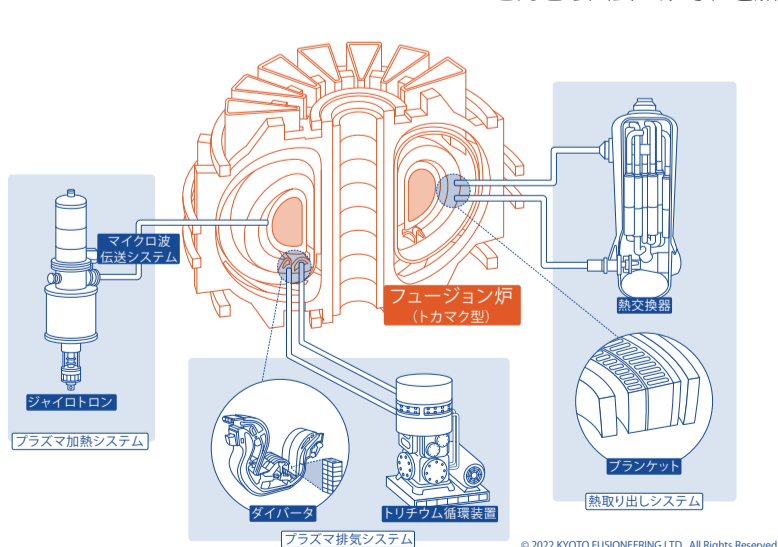 マイクロ波
伝送システム
ジャイロトロン
プラズマ加熱システム
フュージョン炉
（トカマク型）
熱交換器
ブランケット
熱取り出しシステム
ダイバータ
トリチウム循環装置
プラズマ排気システム
© 2022 KYOTO FUSIONEERING LTD. All Rights Reserved